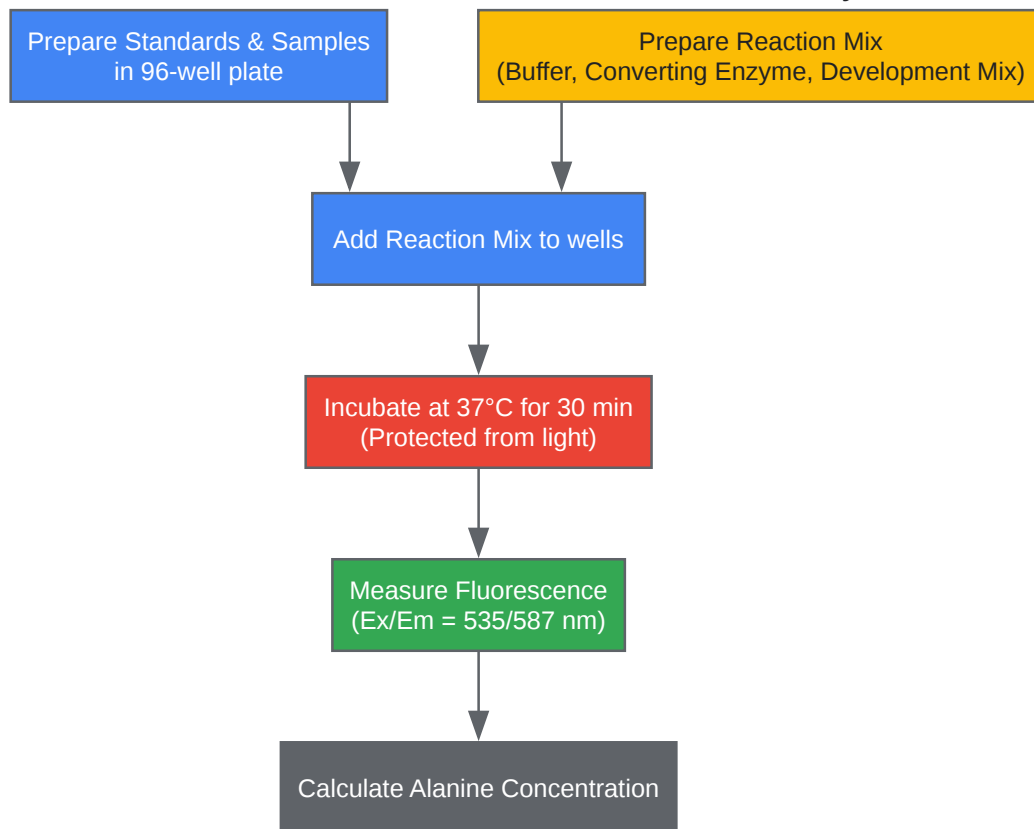 Prepare Standards & Samples
in 96-well plate
Prepare Reaction Mix
(Buffer, Converting Enzyme, Development Mix)
Add Reaction Mix to wells
Incubate at 37°C for 30 min
(Protected from light)
Measure Fluorescence
(Ex/Em = 535/587 nm)
Calculate Alanine Concentration